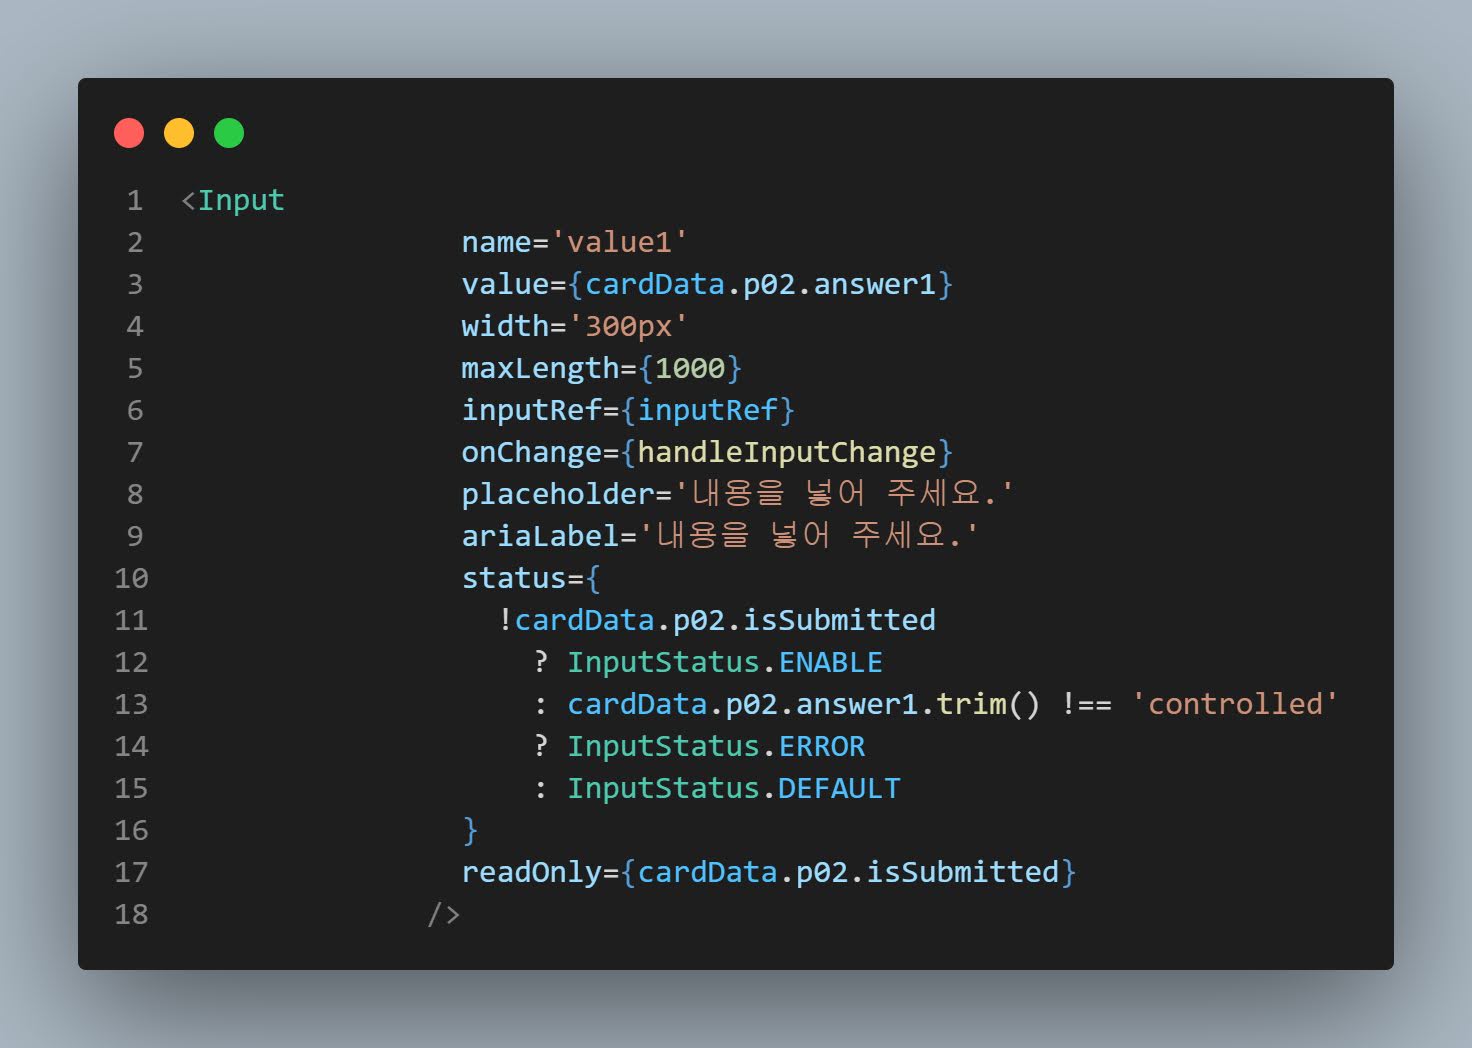 1 <Input
2 name='value1'
3 value={cardData.p02.answer1}
4 width='300px'
5 maxLength={1000}
6 inputRef={inputRef}
7 onChange={handleInputChange}
8 placeholder='내용을 넣어 주세요.'
9 ariaLabel='내용을 넣어 주세요.'
10 status={
11 !cardData.p02.isSubmitted
12 ? InputStatus.ENABLE
13 : cardData.p02.answer1.trim() !== 'controlled'
14 ? InputStatus.ERROR
15 : InputStatus.DEFAULT
16 }
17 readOnly={cardData.p02.isSubmitted}
18 />